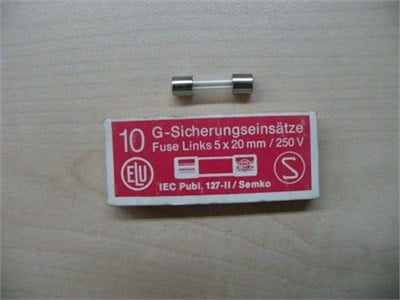 10 G-Sicherungseinsätze
Fuse Links 5 x 20 mm / 250 V
ELU
S
IEC Publ. 127-II / Semko